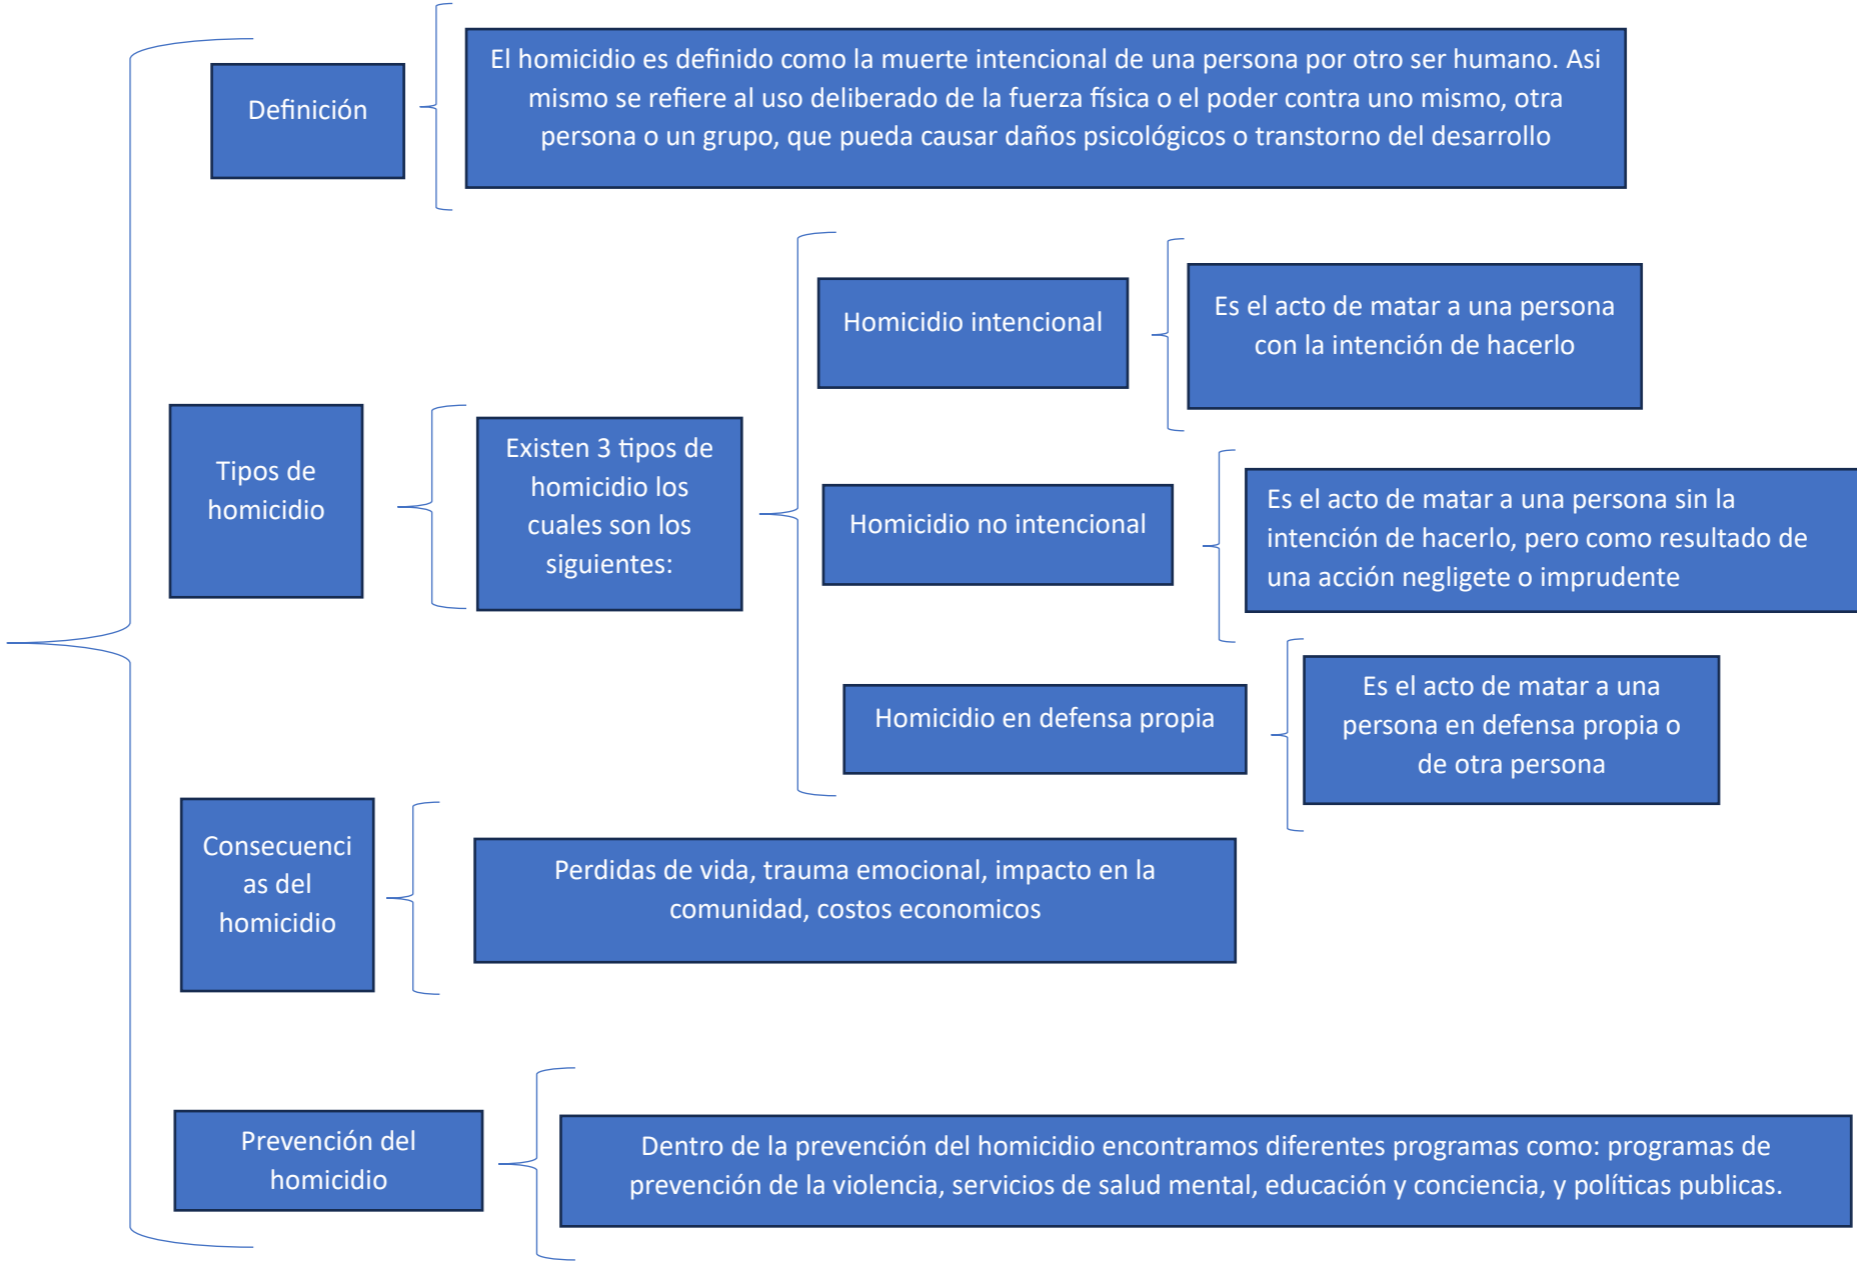 Definición
El homicidio es definido como la muerte intencional de una persona por otro ser humano. Asi
mismo se refiere al uso deliberado de la fuerza física o el poder contra uno mismo, otra
persona o un grupo, que pueda causar daños psicológicos o transtorno del desarrollo
Tipos de
homicidio
Existen 3 tipos de
homicidio los
cuales son los
siguientes:
Homicidio intencional
Es el acto de matar a una persona
con la intención de hacerlo
Homicidio no intencional
Es el acto de matar a una persona sin la
intención de hacerlo, pero como resultado de
una acción negligete o imprudente
Homicidio en defensa propia
Es el acto de matar a una
persona en defensa propia o
de otra persona
Consecuenci
as del
homicidio
Perdidas de vida, trauma emocional, impacto en la
comunidad, costos economicos
Prevención del
homicidio
Dentro de la prevención del homicidio encontramos diferentes programas como: programas de
prevención de la violencia, servicios de salud mental, educación y conciencia, y políticas publicas.